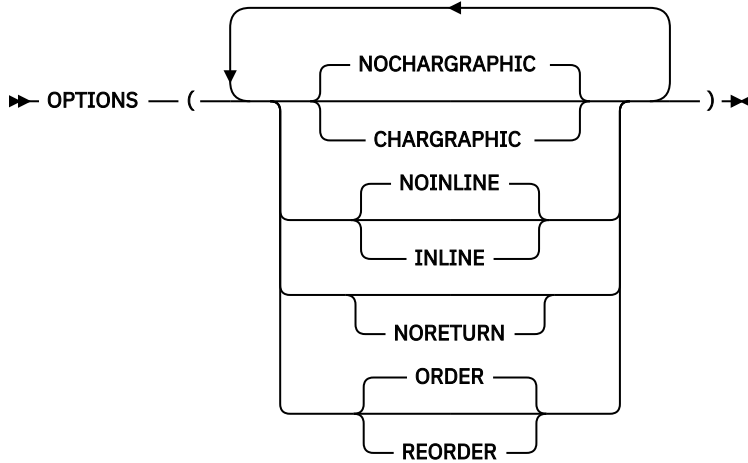 NOCHARGRAPHIC
OPTIONS ( )
CHARGRAPHIC
NOINLINE
INLINE
NORETURN
ORDER
REORDER